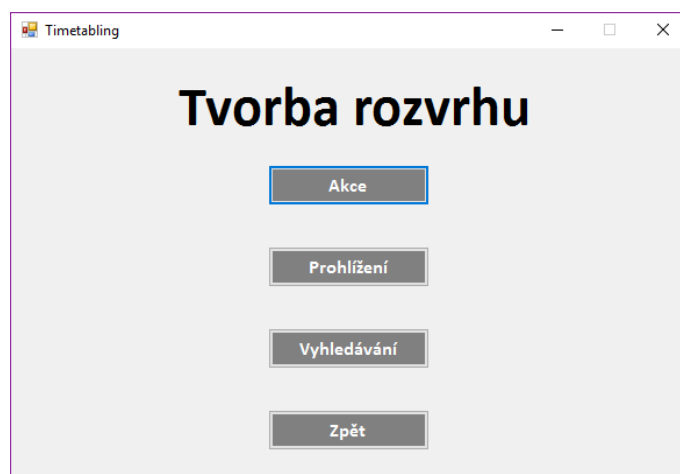 Timetabling
Tvorba rozvrhu
Akce
Prohlížení
Vyhledávání
Zpět